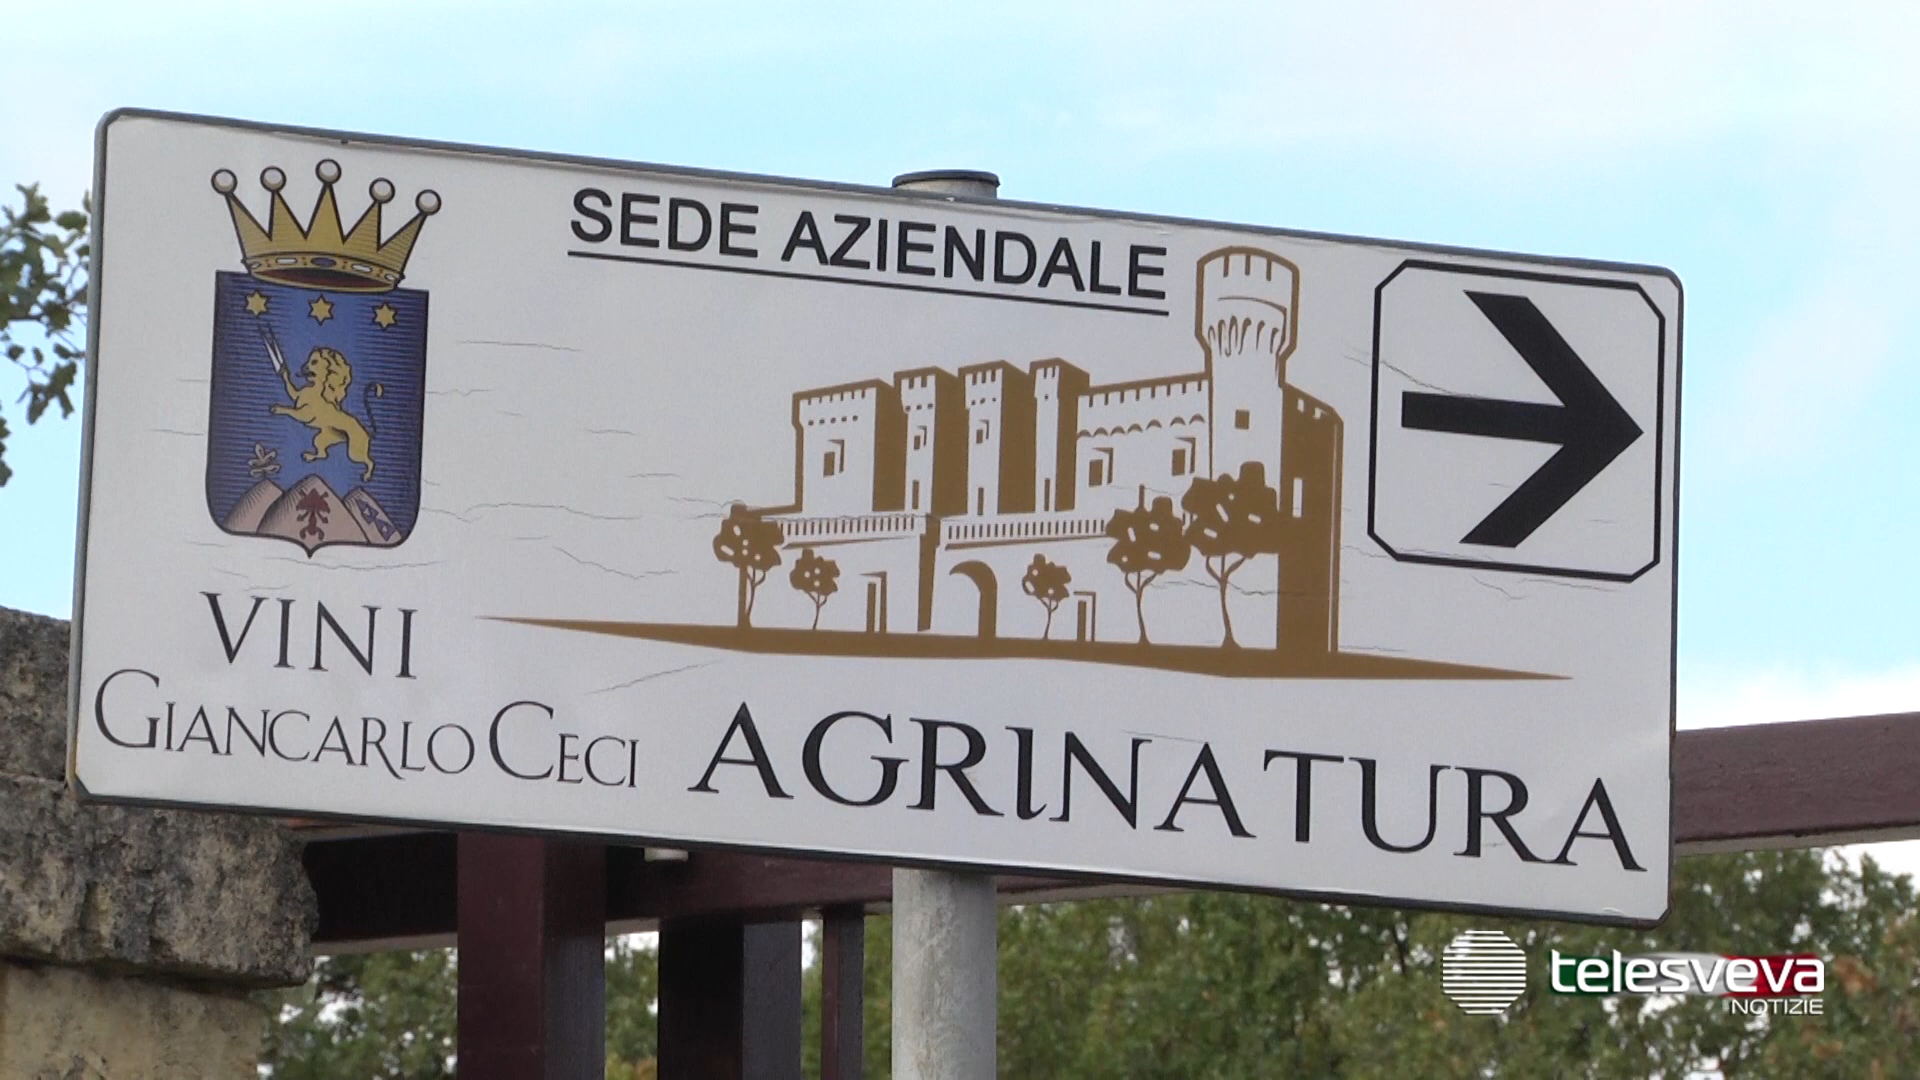 SEDE AZIENDALE
VINI
GIANCARLO CECI
AGRINATURA
telesveva
NOTIZIE